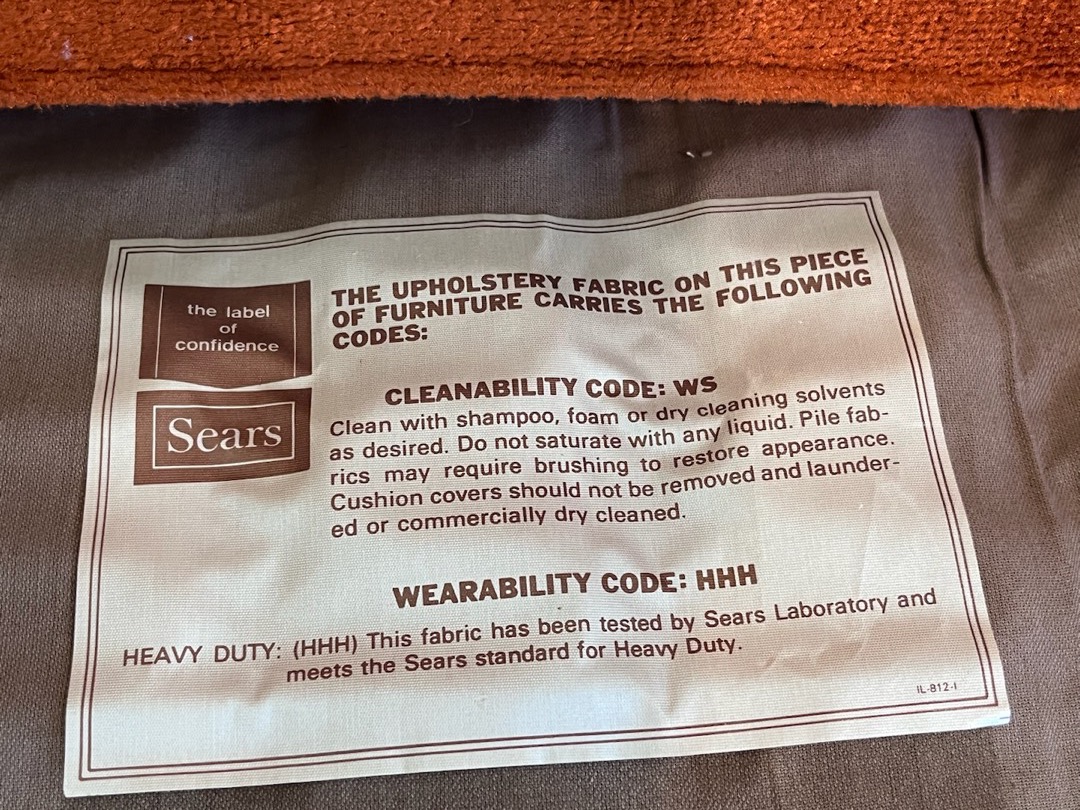 the label
of
confidence
Sears
THE UPHOLSTERY FABRIC ON THIS PIECE
OF FURNITURE CARRIES THE FOLLOWING
CODES:
CLEANABILITY CODE: WS
Clean with shampoo, foam or dry cleaning solvents
as desired. Do not saturate with any liquid. Pile fab-
rics may require brushing to restore appearance.
Cushion covers should not be removed and launder-
ed or commercially dry cleaned.
WEARABILITY CODE: HHH
HEAVY DUTY: (HHH) This fabric has been tested by Sears Laboratory and
meets the Sears standard for Heavy Duty.
IL-812-I